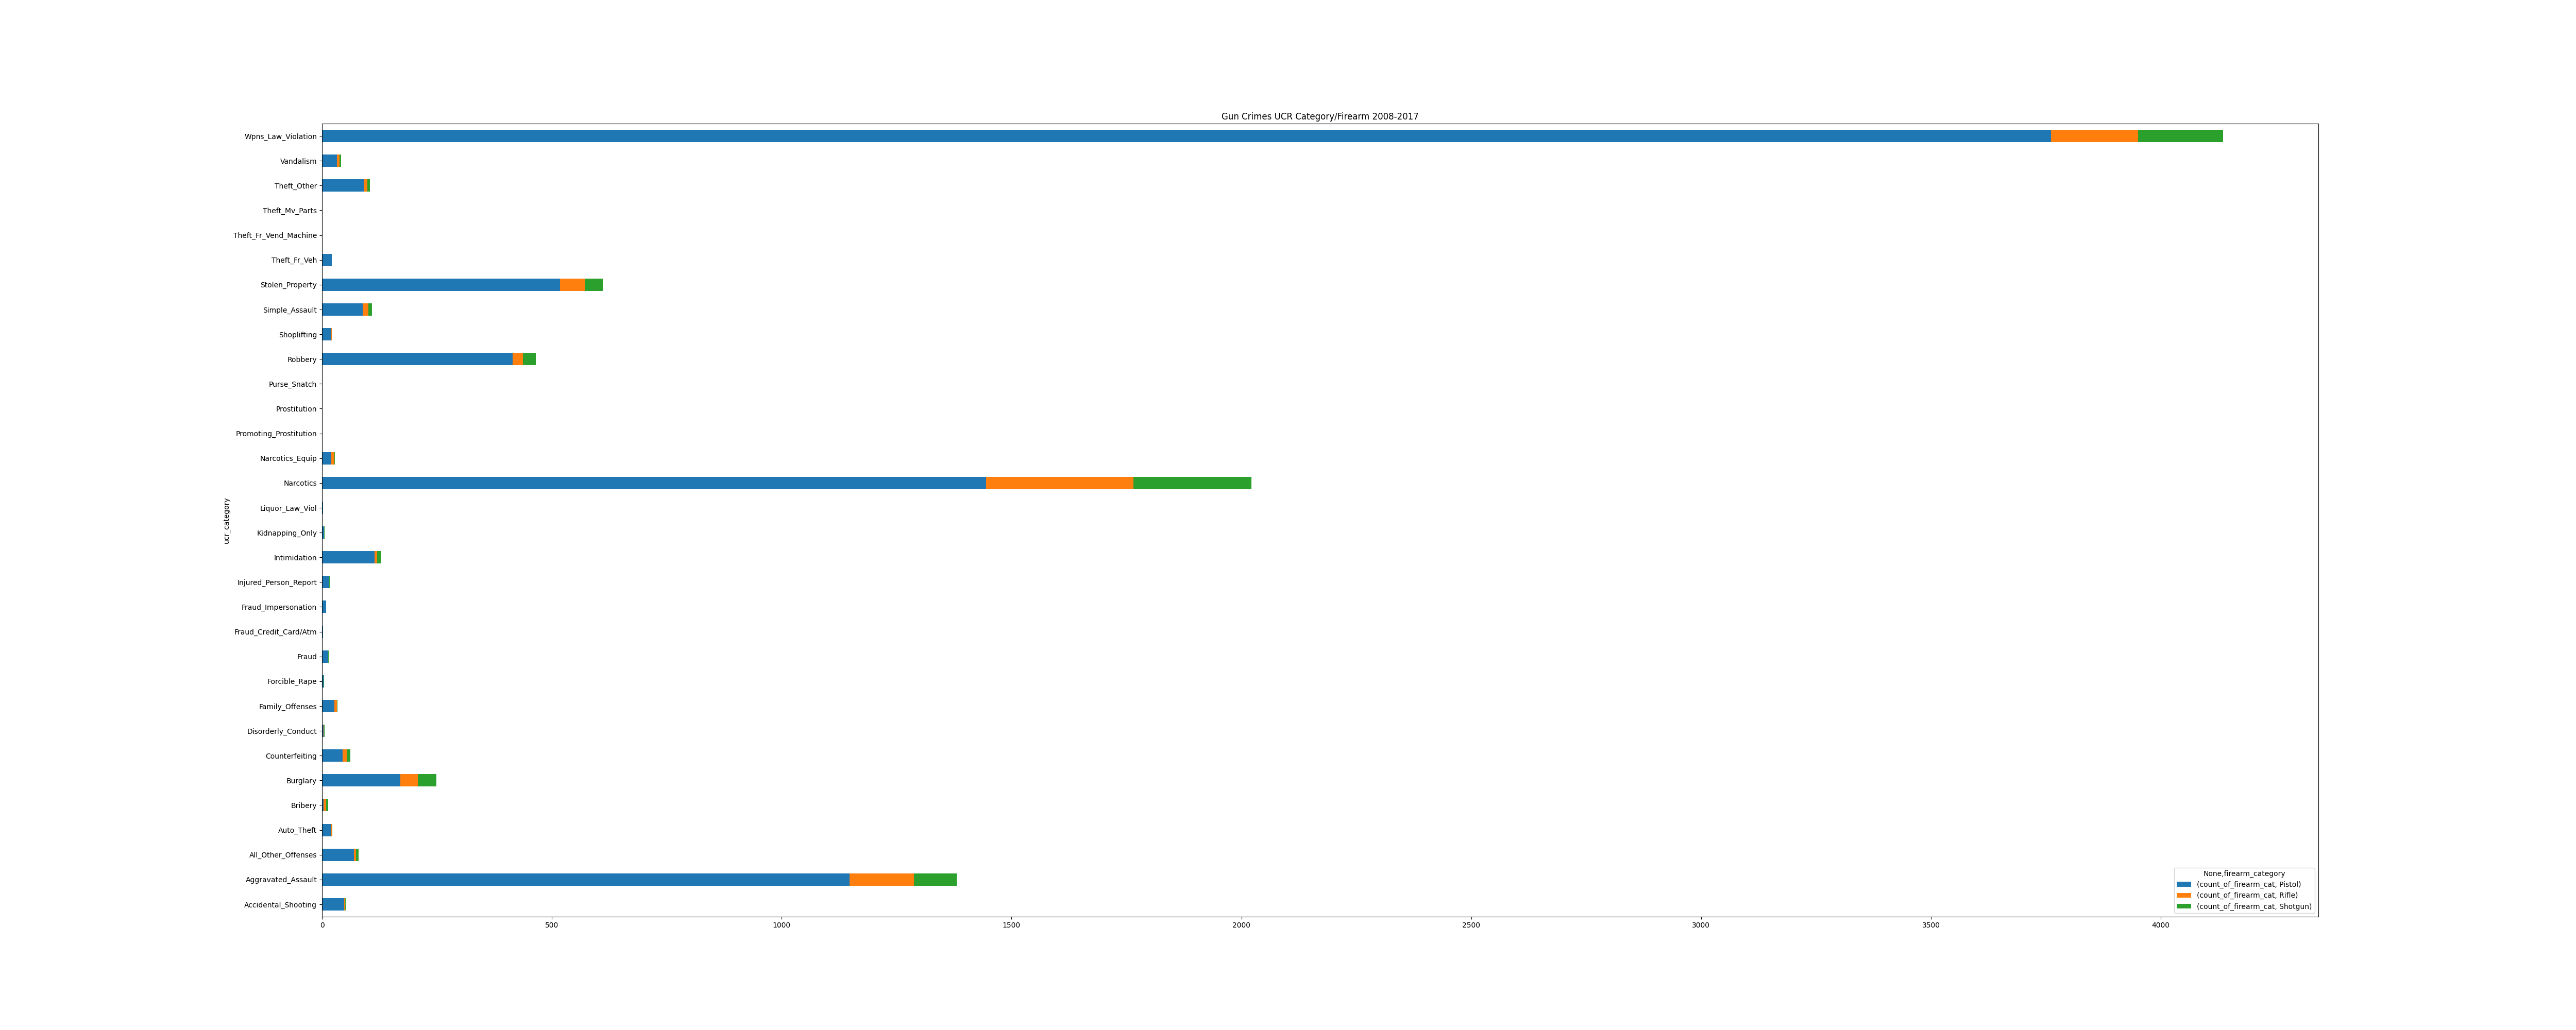 Gun Crimes UCR Category/Firearm 2008-2017
ucr_category
Wpns_Law_Violation
Vandalism
Theft_Other
Theft_Mv_Parts
Theft_Fr_Vend_Machine
Theft_Fr_Veh
Stolen_Property
Simple_Assault
Shoplifting
Robbery
Purse_Snatch
Prostitution
Promoting_Prostitution
Narcotics_Equip
Narcotics
Liquor_Law_Viol
Kidnapping_Only
Intimidation
Injured_Person_Report
Fraud_Impersonation
Fraud_Credit_Card/Atm
Fraud
Forcible_Rape
Family_Offenses
Disorderly_Conduct
Counterfeiting
Burglary
Bribery
Auto_Theft
All_Other_Offenses
Aggravated_Assault
Accidental_Shooting
None,firearm_category
(count_of_firearm_cat, Pistol)
(count_of_firearm_cat, Rifle)
(count_of_firearm_cat, Shotgun)
0 500 1000 1500 2000 2500 3000 3500 4000